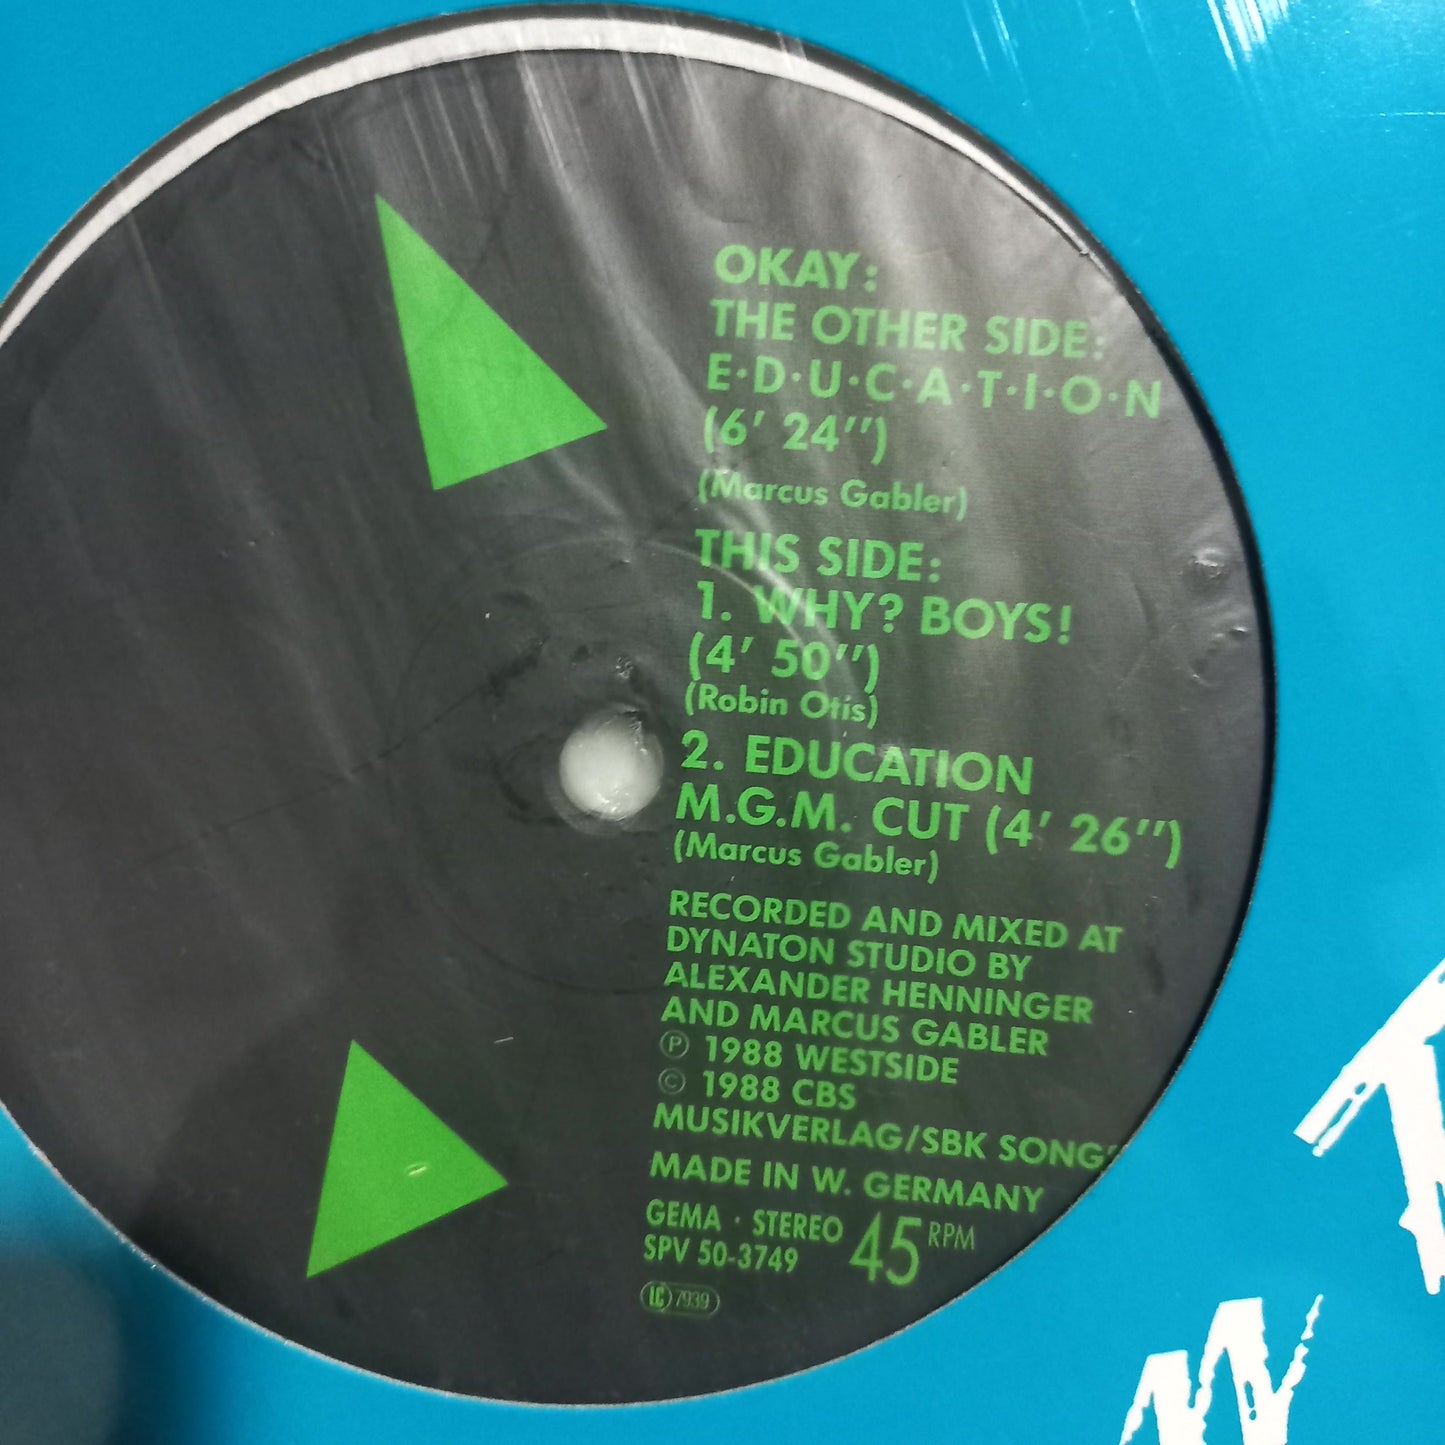 OKAY:
THE OTHER SIDE:
E·D·U·C·A·T·I·O·N
(6' 24'')
(Marcus Gabler)
THIS SIDE:
1. WHY? BOYS!
(4' 50'')
(Robin Otis)
2. EDUCATION
M.G.M. CUT (4' 26'')
(Marcus Gabler)
RECORDED AND MIXED AT
DYNATON STUDIO BY
ALEXANDER HENNINGER
AND MARCUS GABLER
Ⓟ 1988 WESTSIDE
© 1988 CBS
MUSIKVERLAG/SBK SONGS
MADE IN W. GERMANY
GEMA · STEREO 45 RPM
SPV 50-3749
LC 7939